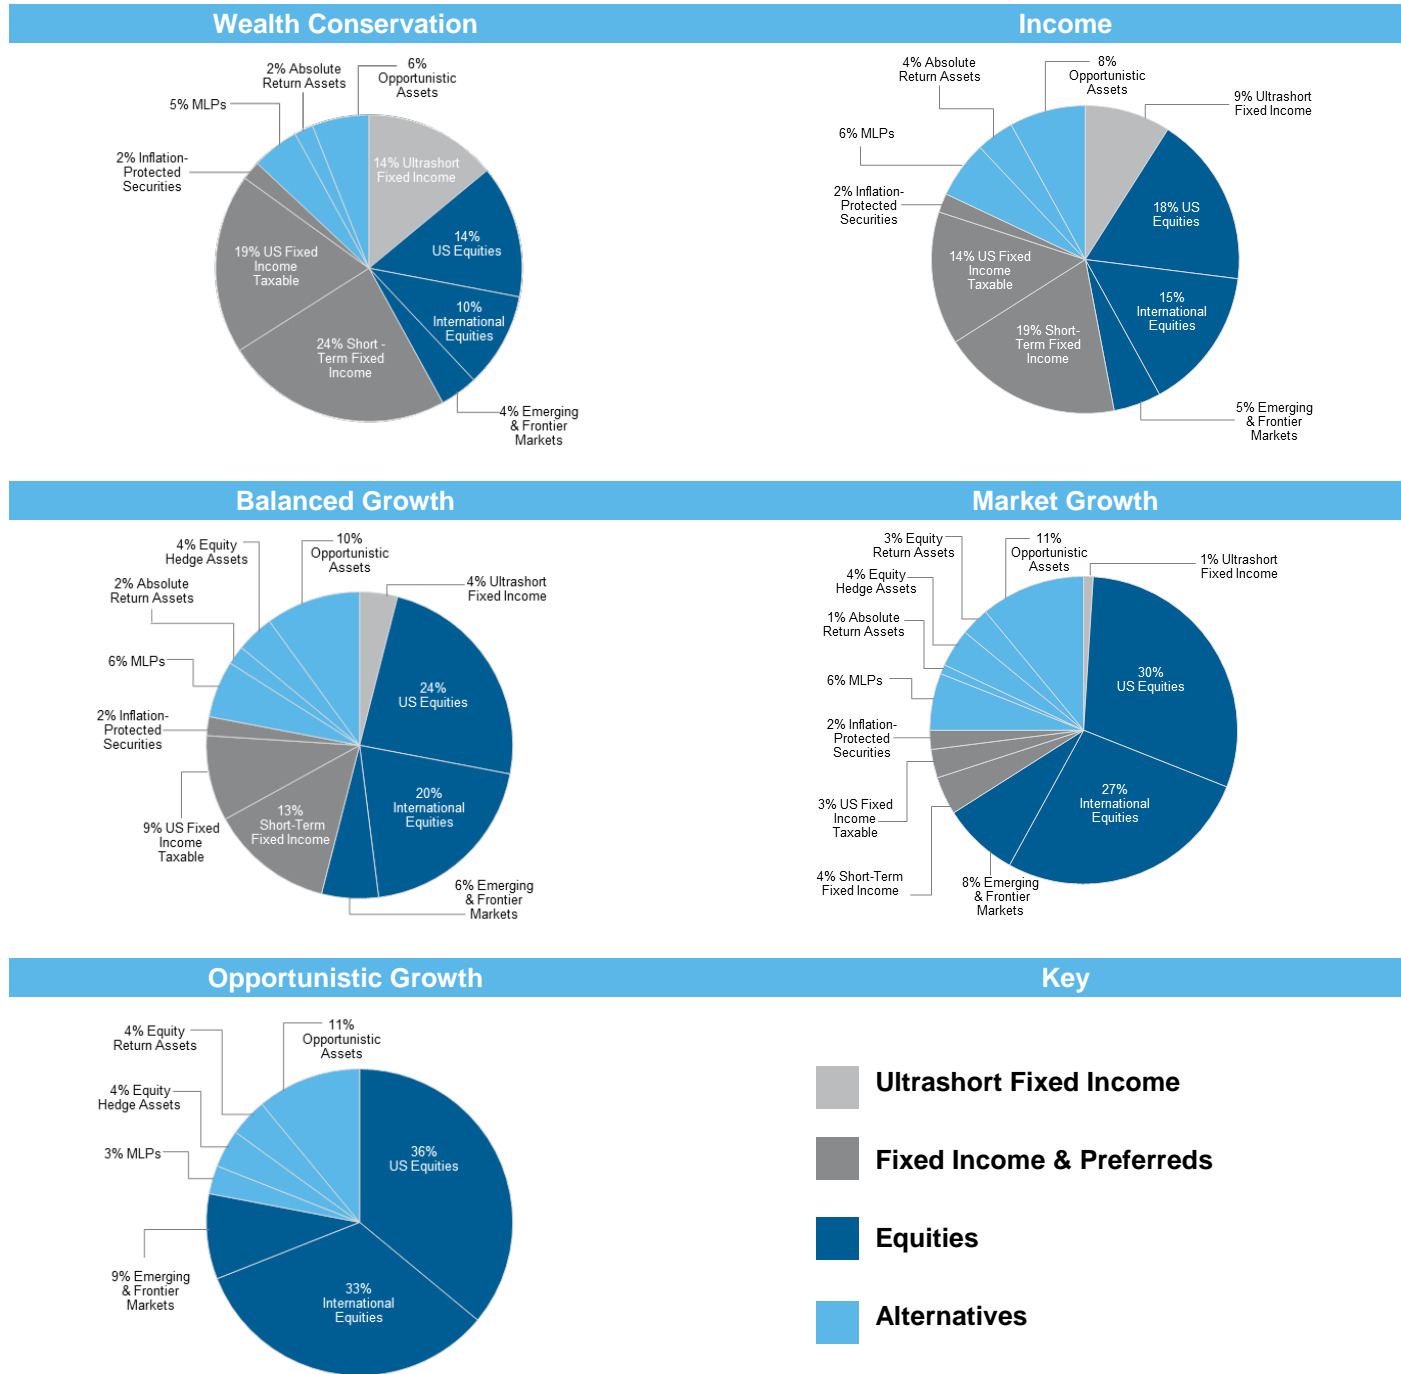 Wealth Conservation
6%
Opportunistic
Assets
2% Absolute
Return Assets
5% MLPs
2% Inflation-
Protected
Securities
14% Ultrashort
Fixed Income
14%
US Equities
19% US Fixed
Income
Taxable
10%
International
Equities
24% Short -
Term Fixed
Income
4% Emerging
& Frontier
Markets
Income
8%
Opportunistic
Assets
4% Absolute
Return Assets
9% Ultrashort
Fixed Income
6% MLPs
2% Inflation-
Protected
Securities
18% US
Equities
14% US Fixed
Income
Taxable
15%
International
Equities
19% Short-
Term Fixed
Income
5% Emerging
& Frontier
Markets
Balanced Growth
10%
Opportunistic
Assets
4% Equity
Hedge Assets
4% Ultrashort
Fixed Income
2% Absolute
Return Assets
6% MLPs
24%
US Equities
2% Inflation-
Protected
Securities
20%
International
Equities
13%
Short-Term
Fixed Income
9% US Fixed
Income
Taxable
6% Emerging
& Frontier
Markets
Market Growth
3% Equity
Return Assets
11%
Opportunistic
Assets
1% Ultrashort
Fixed Income
4% Equity
Hedge Assets
1% Absolute
Return Assets
6% MLPs
30%
US Equities
2% Inflation-
Protected
Securities
27%
International
Equities
3% US Fixed
Income
Taxable
4% Short-Term
Fixed Income
8% Emerging
& Frontier
Markets
Opportunistic Growth
11%
Opportunistic
Assets
4% Equity
Return Assets
4% Equity
Hedge Assets
3% MLPs
36%
US Equities
9% Emerging
& Frontier
Markets
33%
International
Equities
Key
Ultrashort Fixed Income
Fixed Income & Preferreds
Equities
Alternatives